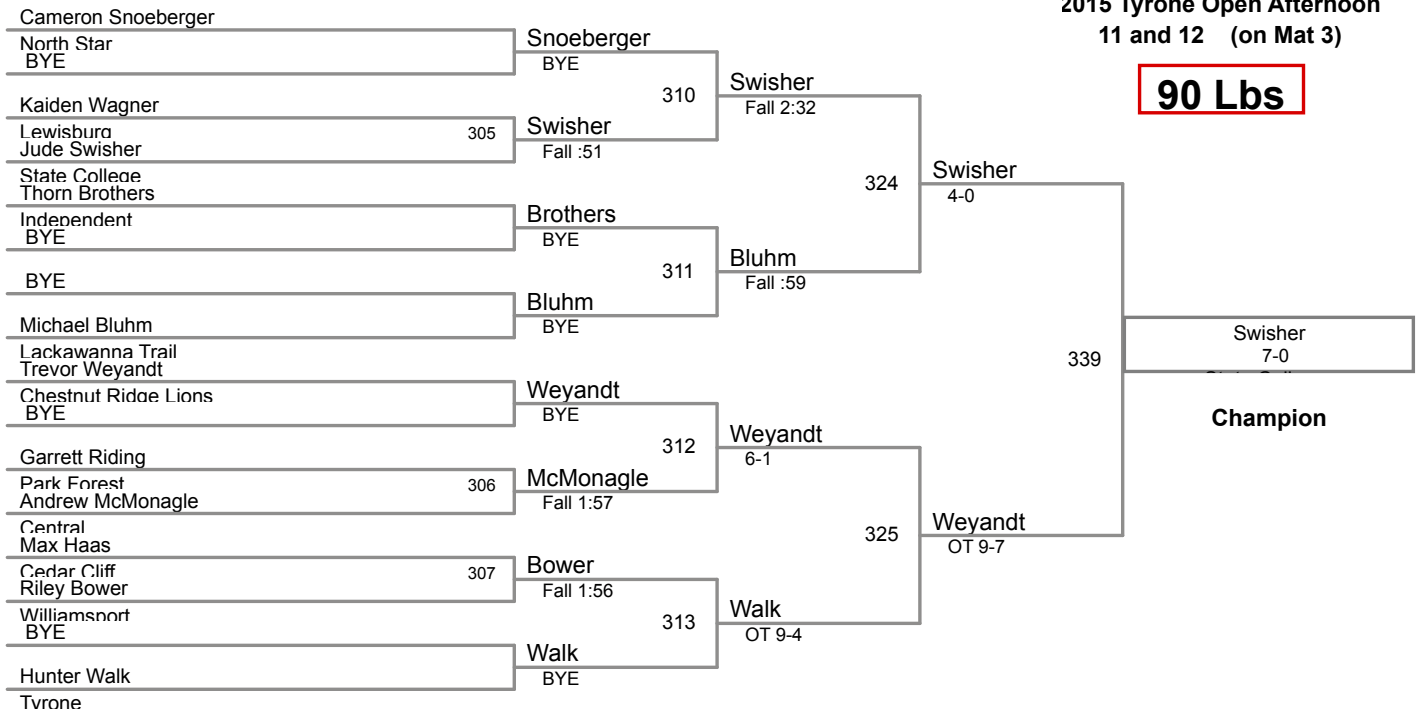 2015 Tyrone Open Afternoon
11 and 12 (on Mat 3)
90 Lbs
Cameron Snoeberger
North Star
BYE
Kaiden Wagner
Lewisburg
Jude Swisher
State College
Thorn Brothers
Independent
BYE
BYE
Michael Bluhm
Lackawanna Trail
Trevor Weyandt
Chestnut Ridge Lions
BYE
Garrett Riding
Park Forest
Andrew McMonagle
Central
Max Haas
Cedar Cliff
Riley Bower
Williamsport
BYE
Hunter Walk
Tyrone
305
306
307
Snoeberger
BYE
Swisher
Fall :51
Brothers
BYE
Bluhm
BYE
Weyandt
BYE
McMonagle
Fall 1:57
Bower
Fall 1:56
Walk
BYE
310
311
312
313
Swisher
Fall 2:32
Bluhm
Fall :59
Weyandt
6-1
Walk
OT 9-4
324
325
Swisher
4-0
Weyandt
OT 9-7
339
Swisher
7-0
Champion